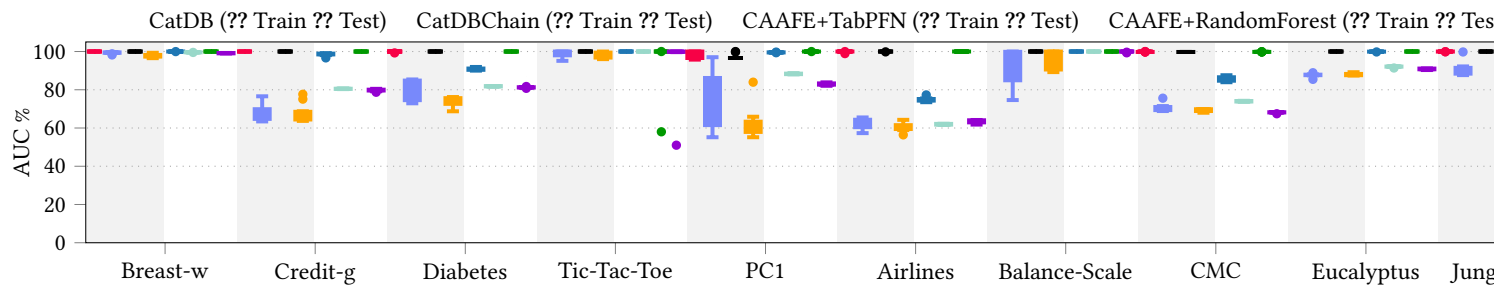 CatDB (?? Train ?? Test) CatDBChain (?? Train ?? Test) CAAFE+TabPFN (?? Train ?? Test) CAAFE+RandomForest (?? Train ?? Tes
AUC %
100
80
60
40
20
0
Breast-w Credit-g Diabetes Tic-Tac-Toe PC1 Airlines Balance-Scale CMC Eucalyptus Jung